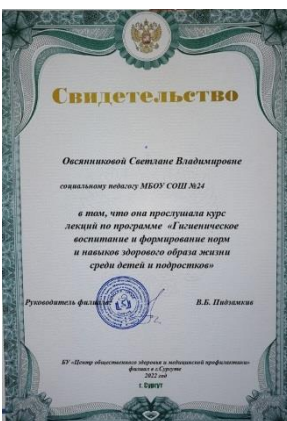 Свидетельство
Овсянниковой Светлане Владимировне
социальному педагогу МБОУ СОШ №24
в том, что она прослушала курс
лекций по программе «Гигиеническое
воспитание и формирование норм
и навыков здорового образа жизни
среди детей и подростков»
Руководитель филиала: В.Б. Пидзамкив
БУ «Центр общественного здоровья и медицинской профилактики»
филиал в г.Сургуте
2022 год
г. Сургут